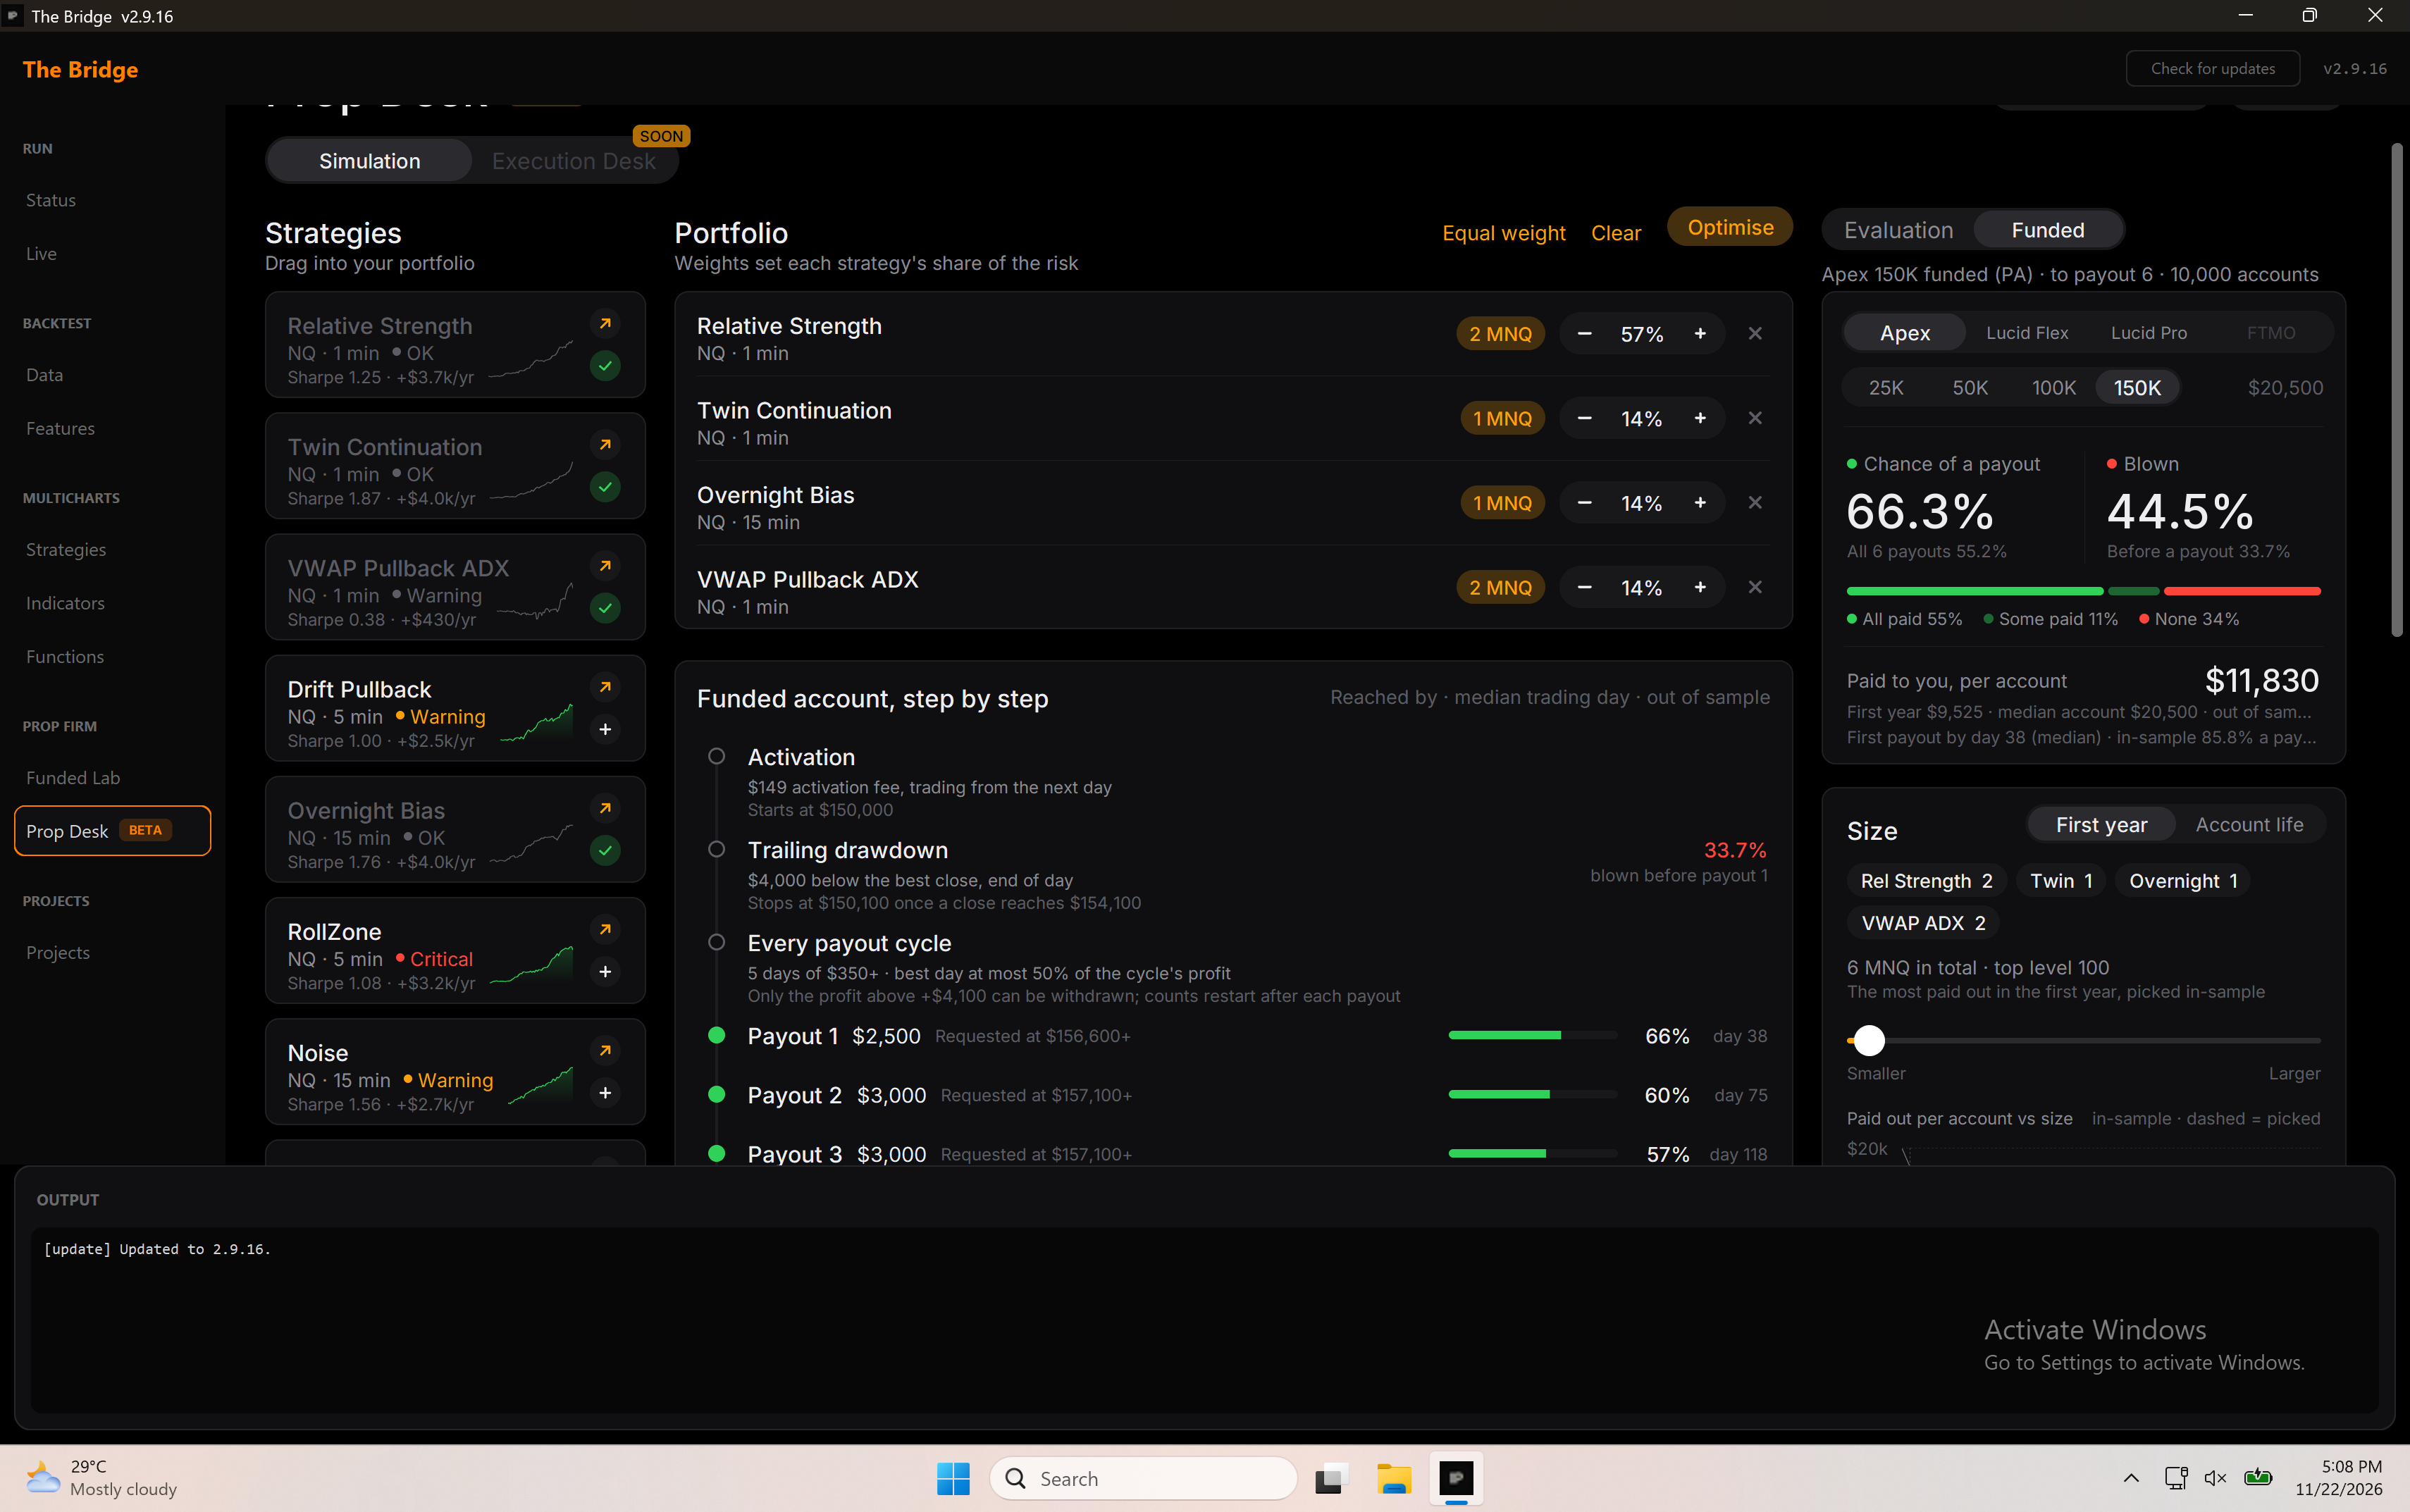 The Bridge v2.9.16
The Bridge
Check for updates
v2.9.16
RUN
Status
Live
BACKTEST
Data
Features
MULTICHARTS
Strategies
Indicators
Functions
PROP FIRM
Funded Lab
Prop Desk BETA
PROJECTS
Projects
Prop Desk
Simulation
Execution Desk
SOON
Strategies
Drag into your portfolio
Relative Strength
NQ · 1 min OK
Sharpe 1.25 · +$3.7k/yr
Twin Continuation
NQ · 1 min OK
Sharpe 1.87 · +$4.0k/yr
VWAP Pullback ADX
NQ · 1 min Warning
Sharpe 0.38 · +$430/yr
Drift Pullback
NQ · 5 min Warning
Sharpe 1.00 · +$2.5k/yr
Overnight Bias
NQ · 15 min OK
Sharpe 1.76 · +$4.0k/yr
RollZone
NQ · 5 min Critical
Sharpe 1.08 · +$3.2k/yr
Noise
NQ · 15 min Warning
Sharpe 1.56 · +$2.7k/yr
Portfolio
Weights set each strategy's share of the risk
Equal weight
Clear
Optimise
Relative Strength
NQ · 1 min
2 MNQ − 57% + ×
Twin Continuation
NQ · 1 min
1 MNQ − 14% + ×
Overnight Bias
NQ · 15 min
1 MNQ − 14% + ×
VWAP Pullback ADX
NQ · 1 min
2 MNQ − 14% + ×
Funded account, step by step
Reached by · median trading day · out of sample
Activation
$149 activation fee, trading from the next day
Starts at $150,000
Trailing drawdown
$4,000 below the best close, end of day
Stops at $150,100 once a close reaches $154,100
33.7%
blown before payout 1
Every payout cycle
5 days of $350+ · best day at most 50% of the cycle's profit
Only the profit above +$4,100 can be withdrawn; counts restart after each payout
Payout 1 $2,500 Requested at $156,600+ 66% day 38
Payout 2 $3,000 Requested at $157,100+ 60% day 75
Payout 3 $3,000 Requested at $157,100+ 57% day 118
Evaluation
Funded
Apex 150K funded (PA) · to payout 6 · 10,000 accounts
Apex Lucid Flex Lucid Pro FTMO
25K 50K 100K 150K $20,500
Chance of a payout
66.3%
All 6 payouts 55.2%
Blown
44.5%
Before a payout 33.7%
All paid 55% Some paid 11% None 34%
Paid to you, per account $11,830
First year $9,525 · median account $20,500 · out of sam...
First payout by day 38 (median) · in-sample 85.8% a pay...
Size
First year
Account life
Rel Strength 2 Twin 1 Overnight 1
VWAP ADX 2
6 MNQ in total · top level 100
The most paid out in the first year, picked in-sample
Smaller
Larger
Paid out per account vs size in-sample · dashed = picked
$20k
OUTPUT
[update] Updated to 2.9.16.
Activate Windows
Go to Settings to activate Windows.
29°C
Mostly cloudy
Search
5:08 PM
11/22/2026